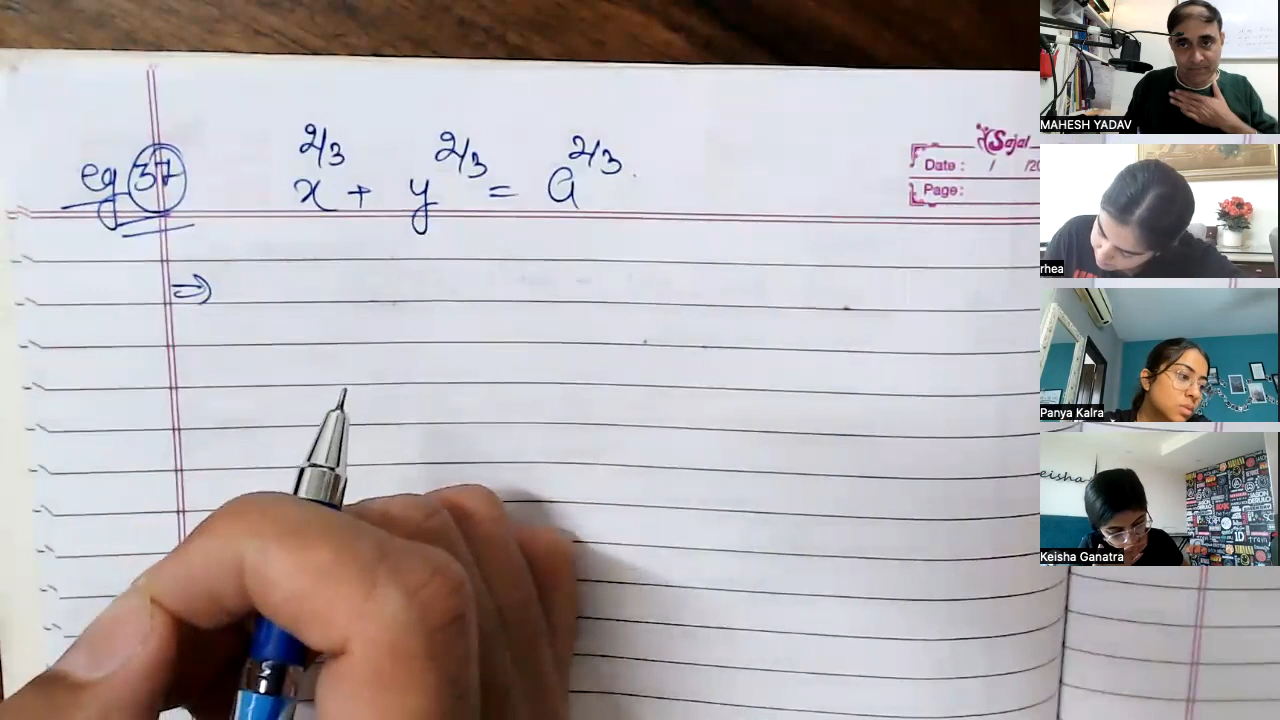 eg 37 x^2/3 + y^2/3 = a^2/3
⇒
Sajal
Date : / /20
Page:
MAHESH YADAV
rhea
Panya Kalra
eisha
Keisha Ganatra